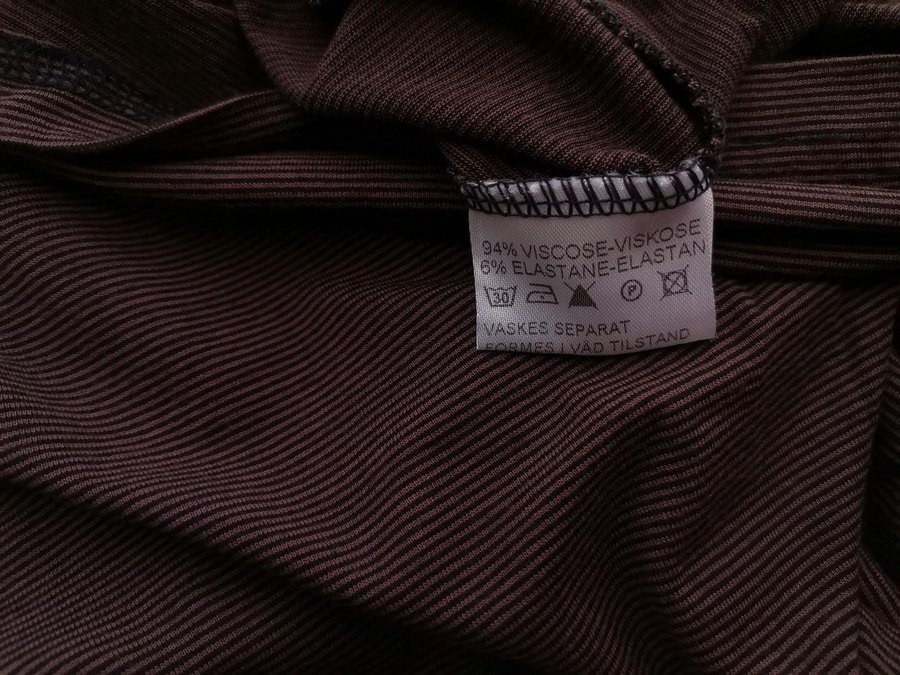 94% VISCOSE-VISKOSE
6% ELASTANE-ELASTAN
30 P
VASKES SEPARAT
FORMES I VÅD TILSTAND